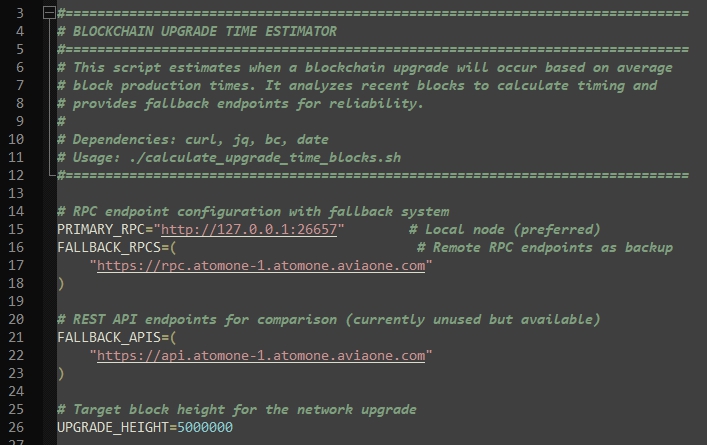 3 #==============================================================================
4 # BLOCKCHAIN UPGRADE TIME ESTIMATOR
5 #==============================================================================
6 # This script estimates when a blockchain upgrade will occur based on average
7 # block production times. It analyzes recent blocks to calculate timing and
8 # provides fallback endpoints for reliability.
9 #
10 # Dependencies: curl, jq, bc, date
11 # Usage: ./calculate_upgrade_time_blocks.sh
12 #==============================================================================
13
14 # RPC endpoint configuration with fallback system
15 PRIMARY_RPC="http://127.0.0.1:26657"        # Local node (preferred)
16 FALLBACK_RPCS=(                              # Remote RPC endpoints as backup
17     "https://rpc.atomone-1.atomone.aviaone.com"
18 )
19
20 # REST API endpoints for comparison (currently unused but available)
21 FALLBACK_APIS=(
22     "https://api.atomone-1.atomone.aviaone.com"
23 )
24
25 # Target block height for the network upgrade
26 UPGRADE_HEIGHT=5000000